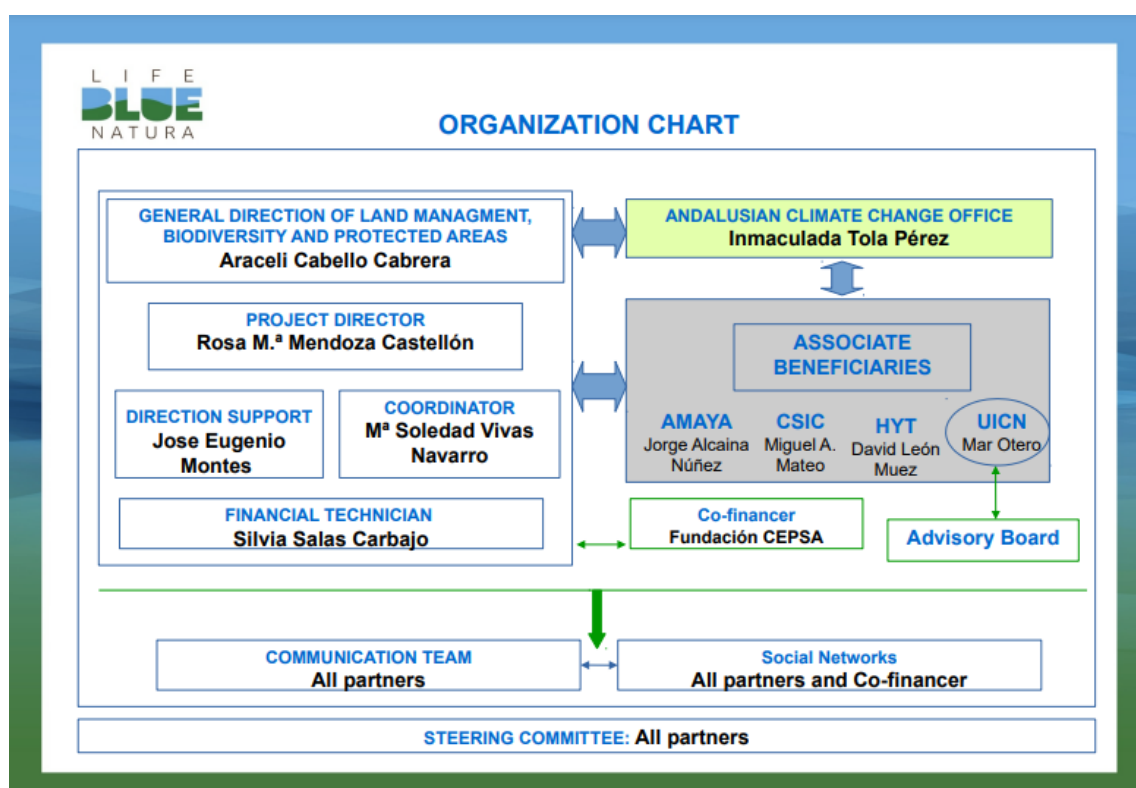 LIFE
BLUE
NATURA
ORGANIZATION CHART
GENERAL DIRECTION OF LAND MANAGMENT,
BIODIVERSITY AND PROTECTED AREAS
Araceli Cabello Cabrera
ANDALUSIAN CLIMATE CHANGE OFFICE
Inmaculada Tola Pérez
PROJECT DIRECTOR
Rosa M.ª Mendoza Castellón
DIRECTION SUPPORT
Jose Eugenio
Montes
COORDINATOR
Mª Soledad Vivas
Navarro
FINANCIAL TECHNICIAN
Silvia Salas Carbajo
ASSOCIATE
BENEFICIARIES
AMAYA
Jorge Alcaina
Núñez
CSIC
Miguel A.
Mateo
HYT
David León
Muez
UICN
Mar Otero
Co-financer
Fundación CEPSA
Advisory Board
COMMUNICATION TEAM
All partners
Social Networks
All partners and Co-financer
STEERING COMMITTEE: All partners